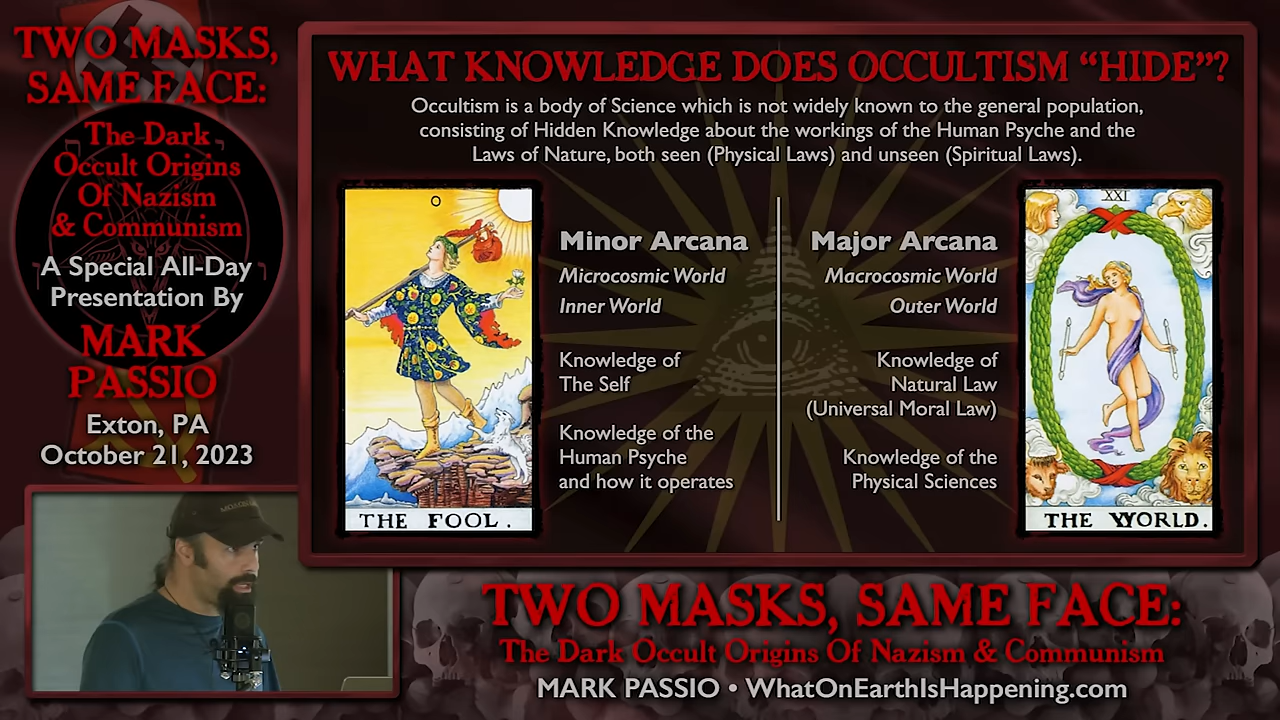 TWO MASKS,
SAME FACE:
The Dark
Occult Origins
Of Nazism
& Communism
A Special All-Day
Presentation By
MARK
PASSIO
Exton, PA
October 21, 2023
WHAT KNOWLEDGE DOES OCCULTISM “HIDE”?
Occultism is a body of Science which is not widely known to the general population,
consisting of Hidden Knowledge about the workings of the Human Psyche and the
Laws of Nature, both seen (Physical Laws) and unseen (Spiritual Laws).
0
THE FOOL.
Minor Arcana
Microcosmic World
Inner World
Knowledge of
The Self
Knowledge of the
Human Psyche
and how it operates
Major Arcana
Macrocosmic World
Outer World
Knowledge of
Natural Law
(Universal Moral Law)
Knowledge of the
Physical Sciences
XXI
THE WORLD.
TWO MASKS, SAME FACE:
The Dark Occult Origins Of Nazism & Communism
MARK PASSIO • WhatOnEarthIsHappening.com